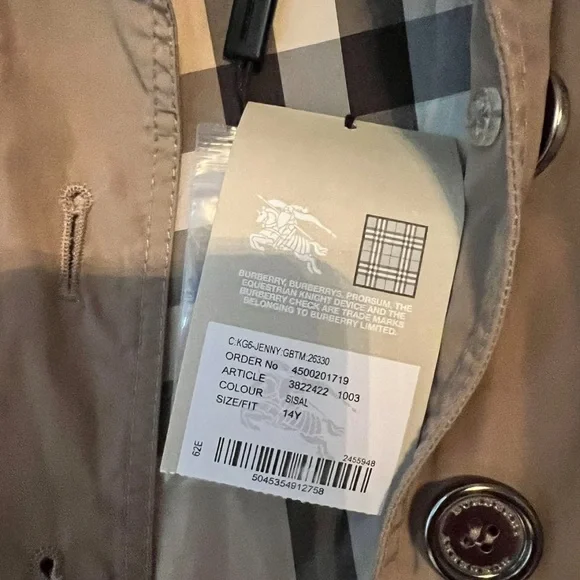 BURBERRY, BURBERRYS, PRORSUM, THE
EQUESTRIAN KNIGHT DEVICE AND THE
BURBERRY CHECK ARE TRADE MARKS
BELONGING TO BURBERRY LIMITED.
C:KG6-JENNY:GBTM:26330
ORDER No 4500201719
ARTICLE 3822422 1003
COLOUR SISAL
SIZE/FIT 14Y
62E
2455948
5045354912758
BURBERRY